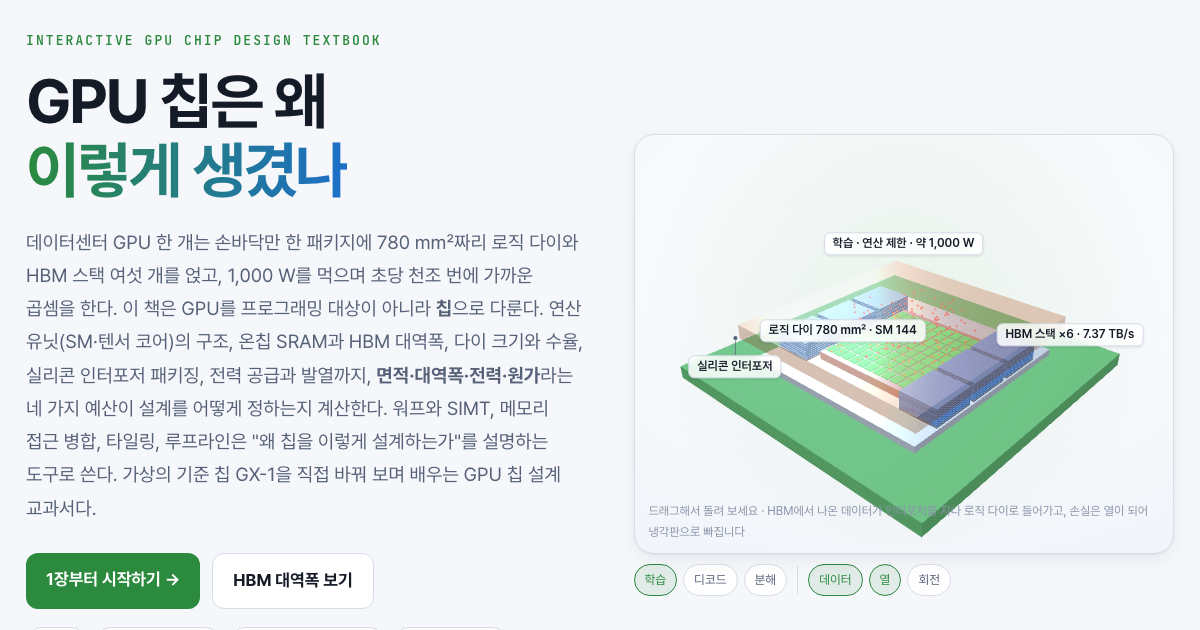 INTERACTIVE GPU CHIP DESIGN TEXTBOOK
GPU 칩은 왜
이렇게 생겼나
데이터센터 GPU 한 개는 손바닥만 한 패키지에 780 mm²짜리 로직 다이와
HBM 스택 여섯 개를 얹고, 1,000 W를 먹으며 초당 천조 번에 가까운
곱셈을 한다. 이 책은 GPU를 프로그래밍 대상이 아니라 칩으로 다룬다. 연산
유닛(SM·텐서 코어)의 구조, 온칩 SRAM과 HBM 대역폭, 다이 크기와 수율,
실리콘 인터포저 패키징, 전력 공급과 발열까지, 면적·대역폭·전력·원가라는
네 가지 예산이 설계를 어떻게 정하는지 계산한다. 워프와 SIMT, 메모리
접근 병합, 타일링, 루프라인은 "왜 칩을 이렇게 설계하는가"를 설명하는
도구로 쓴다. 가상의 기준 칩 GX-1을 직접 바꿔 보며 배우는 GPU 칩 설계
교과서다.
1장부터 시작하기 →
HBM 대역폭 보기
학습 · 연산 제한 · 약 1,000 W
로직 다이 780 mm² · SM 144
HBM 스택 ×6 · 7.37 TB/s
실리콘 인터포저
드래그해서 돌려 보세요 · HBM에서 나온 데이터가 인터포저를 지나 로직 다이로 들어가고, 손실은 열이 되어
냉각판으로 빠집니다
학습
디코드
분해
데이터
열
회전